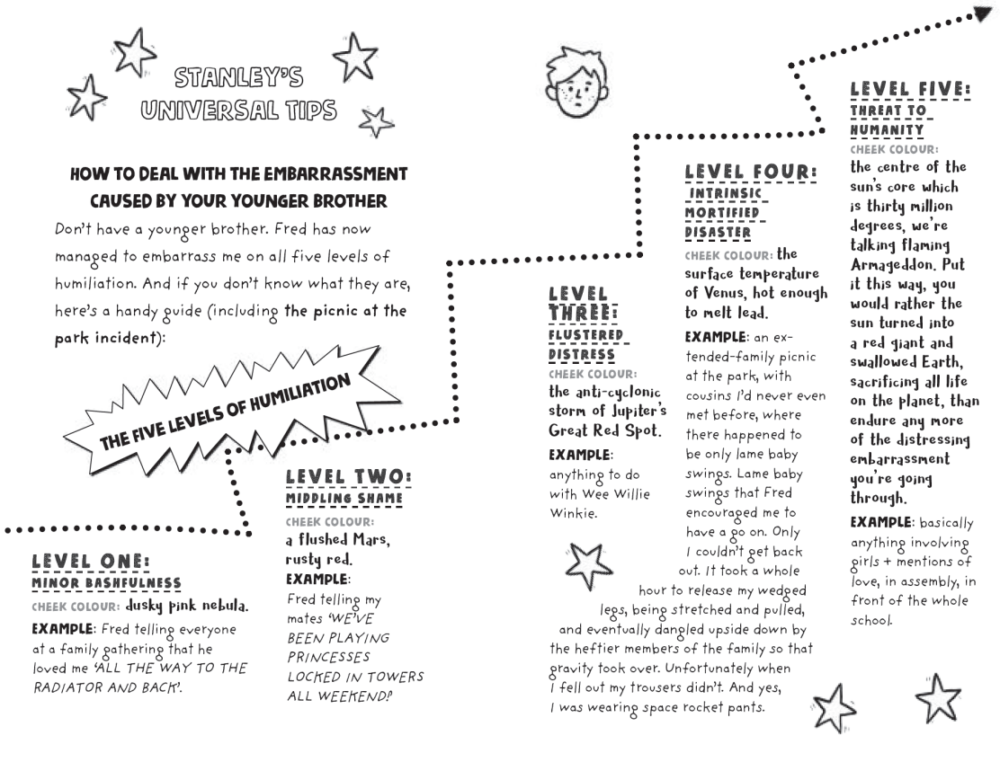 STANLEY'S
UNIVERSAL TIPS
HOW TO DEAL WITH THE EMBARRASSMENT
CAUSED BY YOUR YOUNGER BROTHER
Don't have a younger brother. Fred has now
managed to embarrass me on all five levels of
humiliation. And if you don't know what they are,
here's a handy guide (including the picnic at the
park incident):
THE FIVE LEVELS OF HUMILIATION
LEVEL ONE:
MINOR BASHFULNESS
CHEEK COLOUR: dusky pink nebula.
EXAMPLE: Fred telling everyone
at a family gathering that he
loved me 'ALL THE WAY TO THE
RADIATOR AND BACK'.
LEVEL TWO:
MIDDLING SHAME
CHEEK COLOUR:
a flushed Mars,
rusty red.
EXAMPLE:
Fred telling my
mates 'WE'VE
BEEN PLAYING
PRINCESSES
LOCKED IN TOWERS
ALL WEEKEND!'
LEVEL
THREE:
FLUSTERED
DISTRESS
CHEEK COLOUR:
the anti-cyclonic
storm of Jupiter's
Great Red Spot.
EXAMPLE:
anything to do
with Wee Willie
Winkie.
LEVEL FOUR:
INTRINSIC
MORTIFIED
DISASTER
CHEEK COLOUR: the
surface temperature
of Venus, hot enough
to melt lead.
EXAMPLE: an ex-
tended-family picnic
at the park, with
cousins I'd never even
met before, where
there happened to
be only lame baby
swings. Lame baby
swings that Fred
encouraged me to
have a go on. Only
I couldn't get back
out. It took a whole
hour to release my wedged
legs, being stretched and pulled,
and eventually dangled upside down by
the heftier members of the family so that
gravity took over. Unfortunately when
I fell out my trousers didn't. And yes,
I was wearing space rocket pants.
LEVEL FIVE:
THREAT TO
HUMANITY
CHEEK COLOUR:
the centre of the
sun's core which
is thirty million
degrees, we're
talking flaming
Armageddon. Put
it this way, you
would rather the
sun turned into
a red giant and
swallowed Earth,
sacrificing all life
on the planet, than
endure any more
of the distressing
embarrassment
you're going
through.
EXAMPLE: basically
anything involving
girls + mentions of
love, in assembly, in
front of the whole
school.